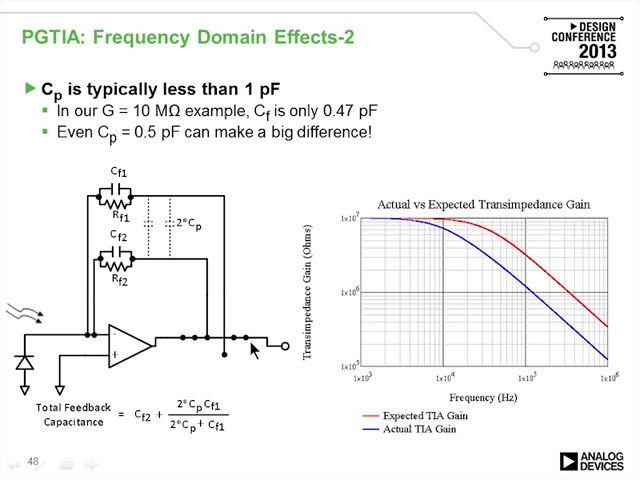 PGTIA: Frequency Domain Effects-2
DESIGN
CONFERENCE
2013
Cp is typically less than 1 pF
In our G = 10 MΩ example, Cf is only 0.47 pF
Even Cp = 0.5 pF can make a big difference!
Cf1
Rf1
2*Cp
Cf2
Rf2
-
+
Total Feedback
Capacitance = Cf2 + 2*CpCf1
2*Cp + Cf1
Actual vs Expected Transimpedance Gain
Transimpedance Gain (Ohms)
1x10^7
1x10^6
1x10^5
1x10^3 1x10^4 1x10^5 1x10^6
Frequency (Hz)
Expected TIA Gain
Actual TIA Gain
48
ANALOG
DEVICES